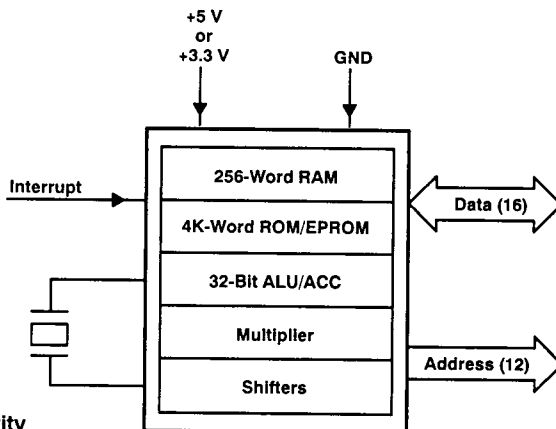 +5 V
or
+3.3 V
GND
Interrupt
256-Word RAM
4K-Word ROM/EPROM
32-Bit ALU/ACC
Multiplier
Shifters
Data (16)
Address (12)